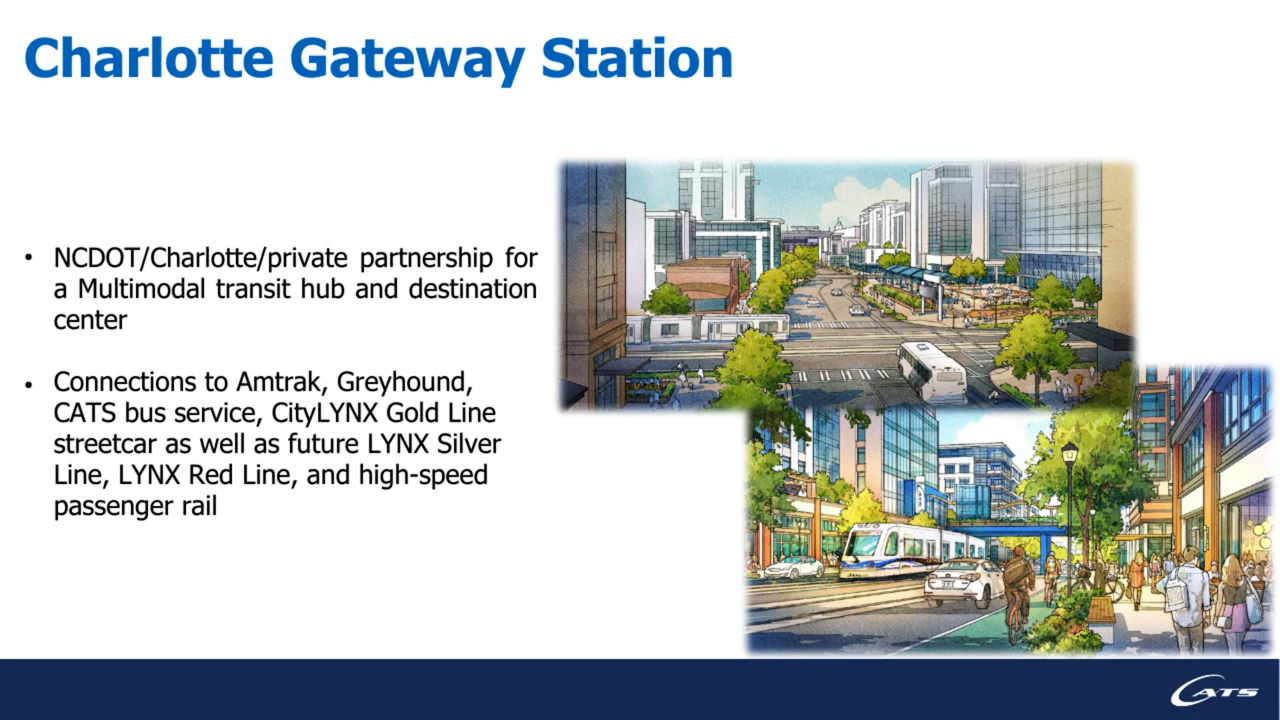 Charlotte Gateway Station
• NCDOT/Charlotte/private partnership for
a Multimodal transit hub and destination
center
• Connections to Amtrak, Greyhound,
CATS bus service, CityLYNX Gold Line
streetcar as well as future LYNX Silver
Line, LYNX Red Line, and high-speed
passenger rail
CATS